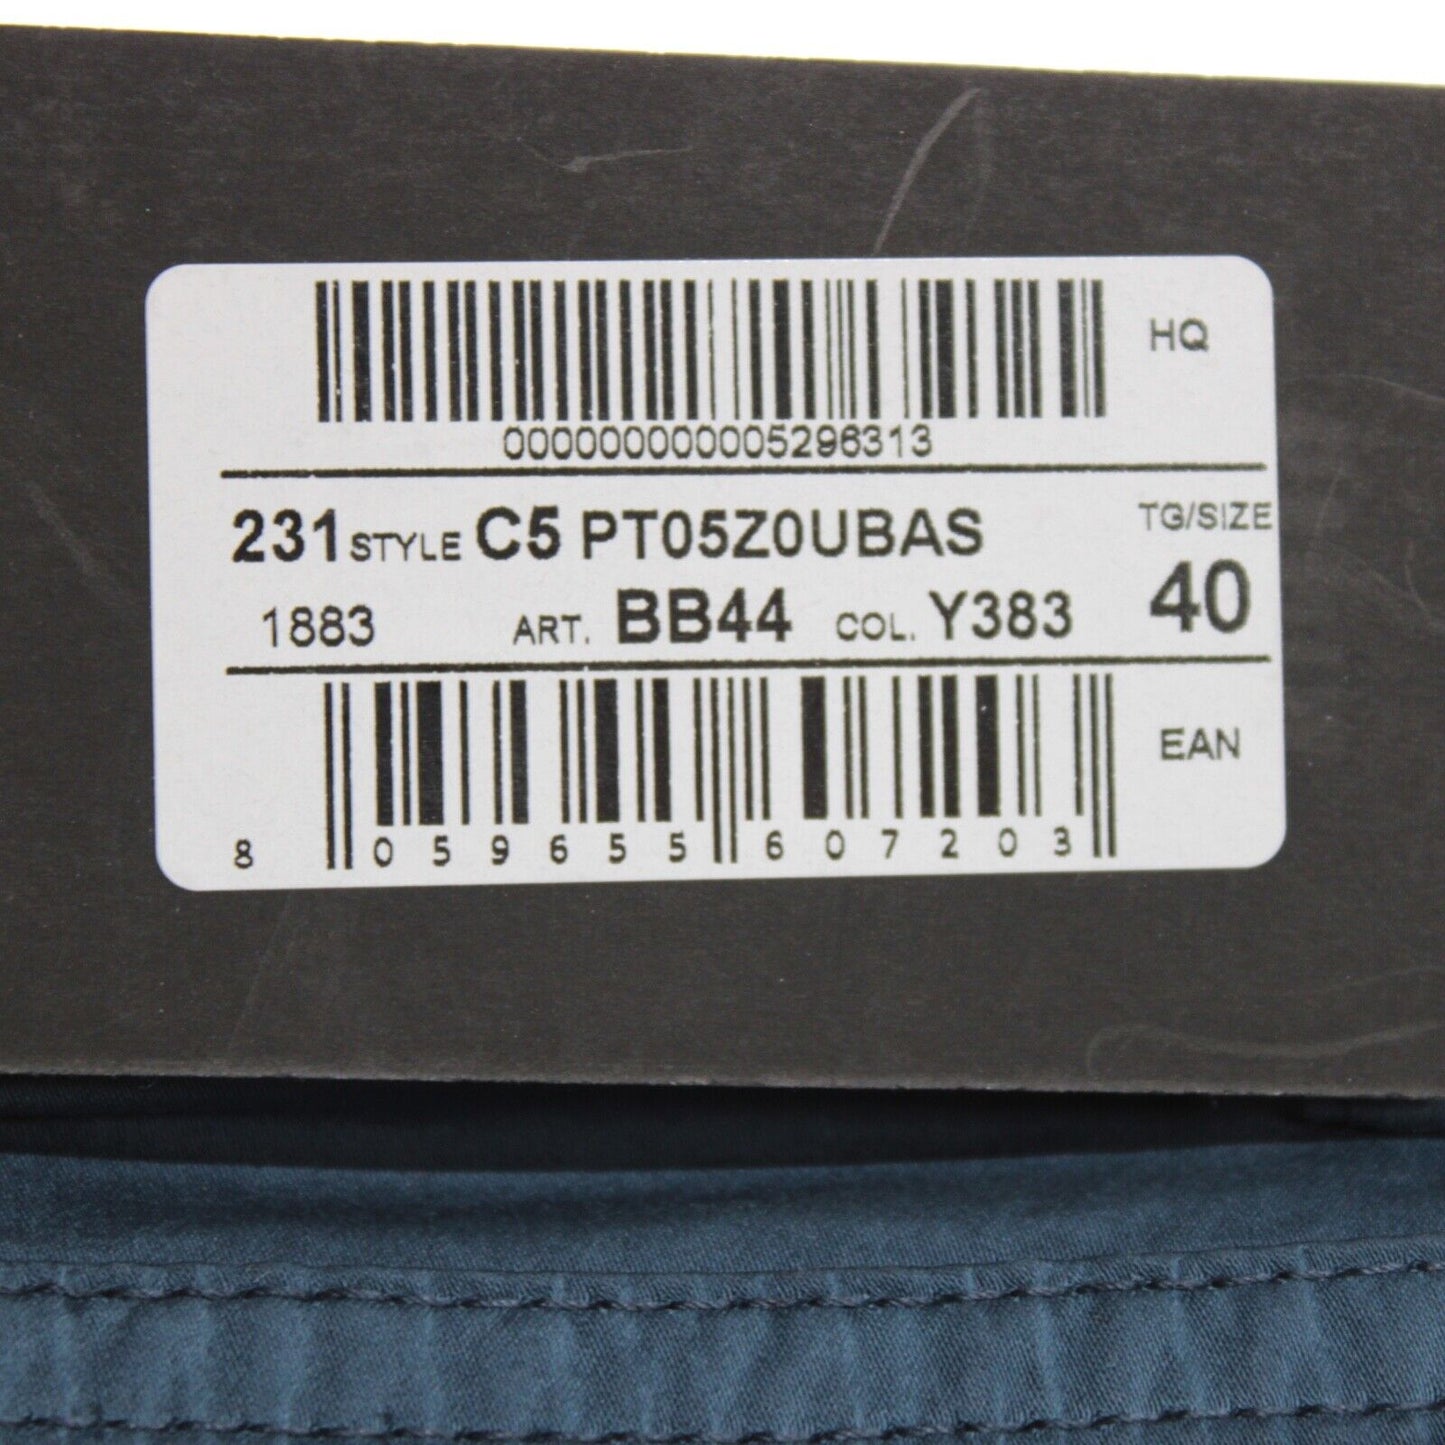 HQ
000000000005296313
231 STYLE C5 PT05Z0UBAS TG/SIZE
1883 ART. BB44 COL. Y383 40
EAN
8 059655 607203